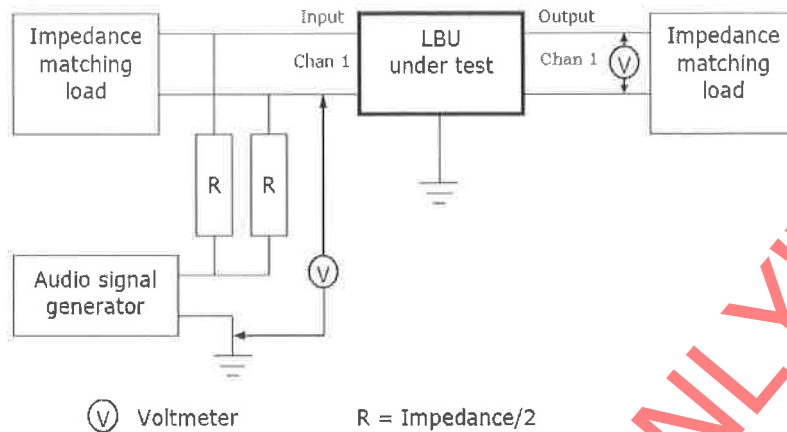 Impedance
matching
load
Input
Chan 1
LBU
under test
Output
Chan 1
V
Impedance
matching
load
R
R
V
Audio signal
generator
V Voltmeter
R = Impedance/2